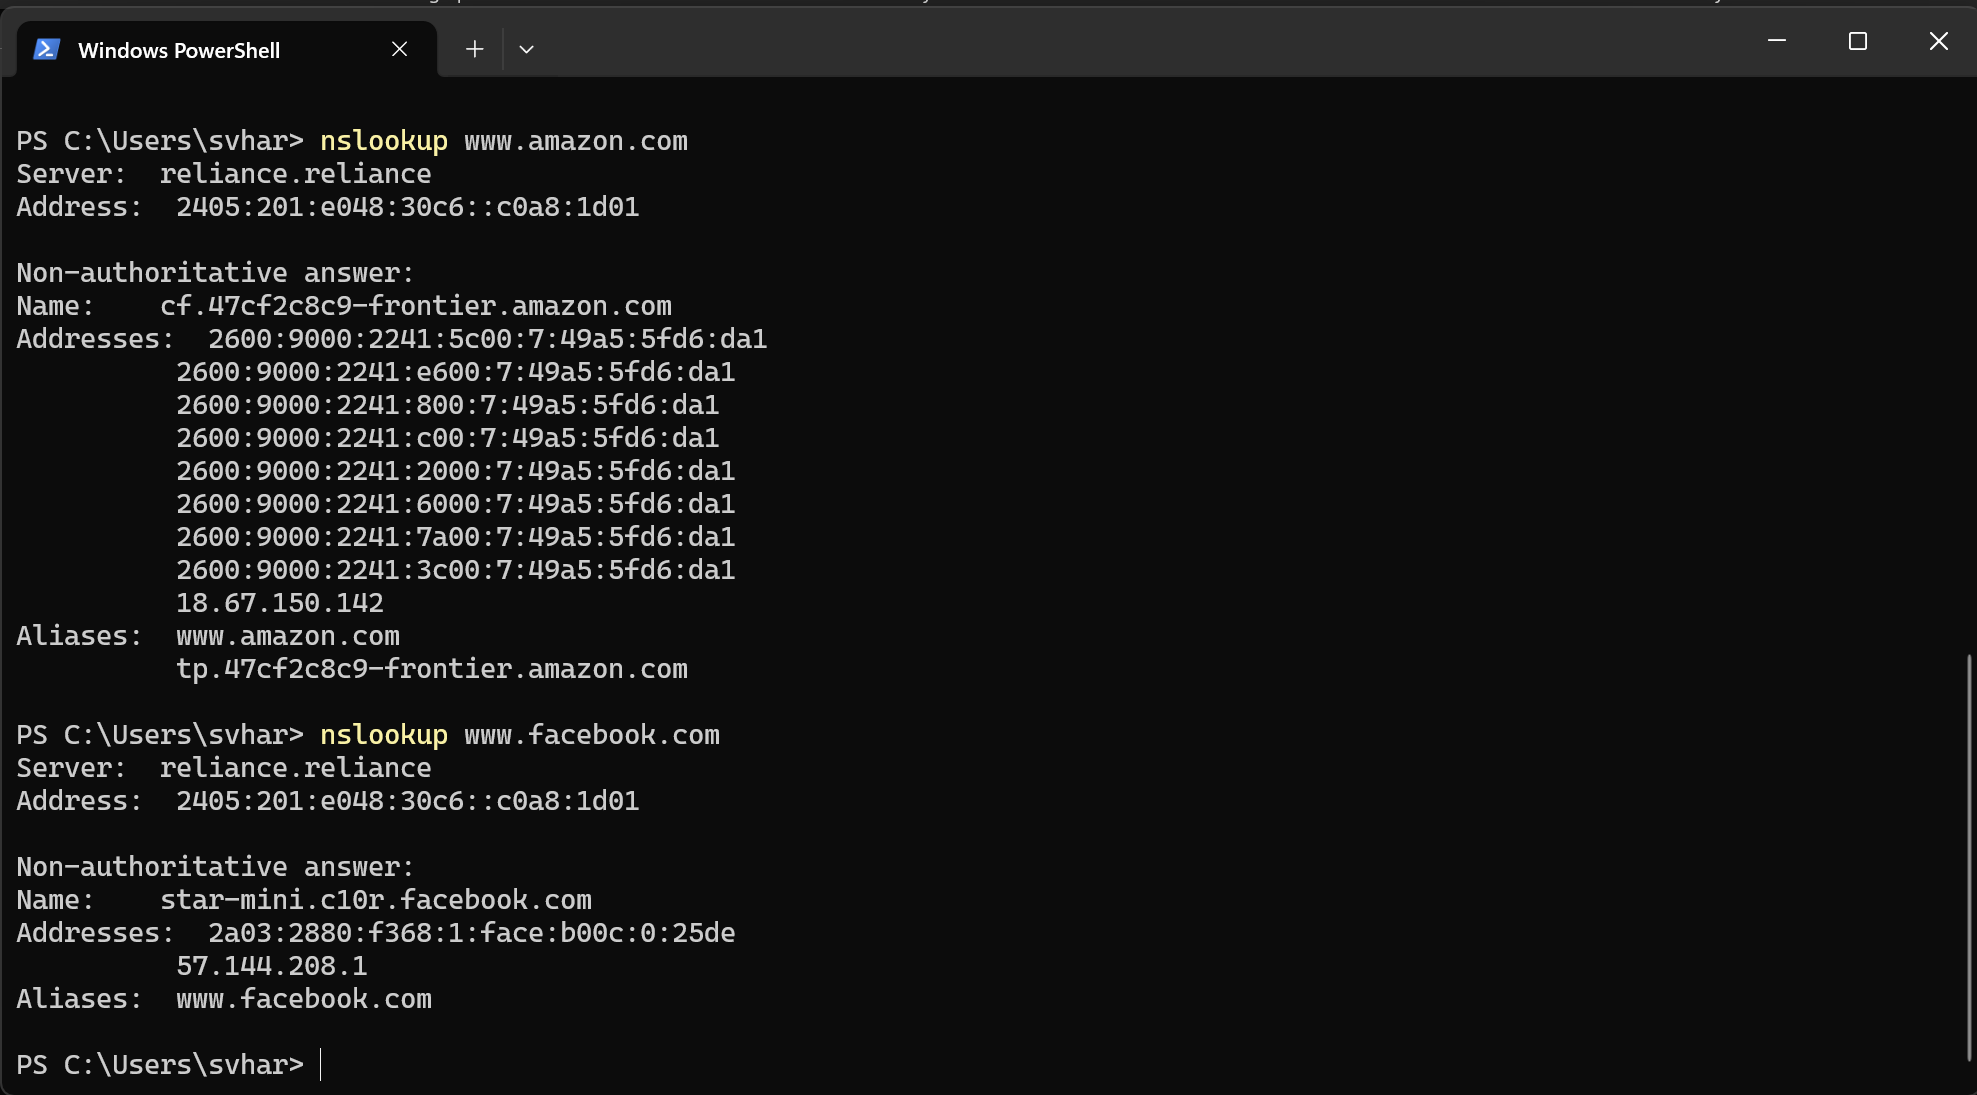 Windows PowerShell
PS C:\Users\svhar> nslookup www.amazon.com
Server:  reliance.reliance
Address:  2405:201:e048:30c6::c0a8:1d01
Non-authoritative answer:
Name:    cf.47cf2c8c9-frontier.amazon.com
Addresses:  2600:9000:2241:5c00:7:49a5:5fd6:da1
2600:9000:2241:e600:7:49a5:5fd6:da1
2600:9000:2241:800:7:49a5:5fd6:da1
2600:9000:2241:c00:7:49a5:5fd6:da1
2600:9000:2241:2000:7:49a5:5fd6:da1
2600:9000:2241:6000:7:49a5:5fd6:da1
2600:9000:2241:7a00:7:49a5:5fd6:da1
2600:9000:2241:3c00:7:49a5:5fd6:da1
18.67.150.142
Aliases:  www.amazon.com
tp.47cf2c8c9-frontier.amazon.com
PS C:\Users\svhar> nslookup www.facebook.com
Server:  reliance.reliance
Address:  2405:201:e048:30c6::c0a8:1d01
Non-authoritative answer:
Name:    star-mini.c10r.facebook.com
Addresses:  2a03:2880:f368:1:face:b00c:0:25de
57.144.208.1
Aliases:  www.facebook.com
PS C:\Users\svhar>